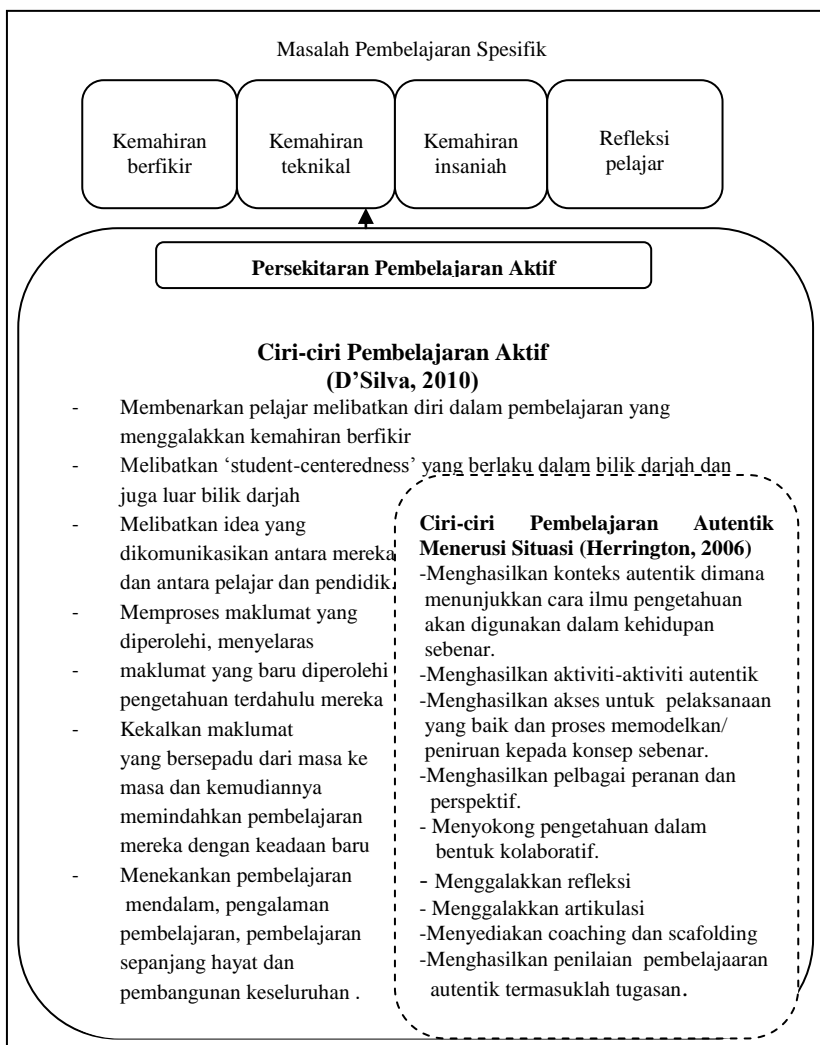 Masalah Pembelajaran Spesifik
Kemahiran
berfikir
Kemahiran
teknikal
Kemahiran
insaniah
Refleksi
pelajar
Persekitaran Pembelajaran Aktif
Ciri-ciri Pembelajaran Aktif
(D’Silva, 2010)
- Membenarkan pelajar melibatkan diri dalam pembelajaran yang
menggalakkan kemahiran berfikir
- Melibatkan ‘student-centeredness’ yang berlaku dalam bilik darjah dan
juga luar bilik darjah
- Melibatkan idea yang
dikomunikasikan antara mereka
dan antara pelajar dan pendidik.
- Memproses maklumat yang
diperolehi, menyelaras
- maklumat yang baru diperolehi
pengetahuan terdahulu mereka
- Kekalkan maklumat
yang bersepadu dari masa ke
masa dan kemudiannya
memindahkan pembelajaran
mereka dengan keadaan baru
- Menekankan pembelajaran
mendalam, pengalaman
pembelajaran, pembelajaran
sepanjang hayat dan
pembangunan keseluruhan .
Ciri-ciri Pembelajaran Autentik
Menerusi Situasi (Herrington, 2006)
-Menghasilkan konteks autentik dimana
menunjukkan cara ilmu pengetahuan
akan digunakan dalam kehidupan
sebenar.
-Menghasilkan aktiviti-aktiviti autentik
-Menghasilkan akses untuk pelaksanaan
yang baik dan proses memodelkan/
peniruan kepada konsep sebenar.
-Menghasilkan pelbagai peranan dan
perspektif.
- Menyokong pengetahuan dalam
bentuk kolaboratif.
- Menggalakkan refleksi
- Menggalakkan artikulasi
-Menyediakan coaching dan scafolding
-Menghasilkan penilaian pembelajaaran
autentik termasuklah tugasan.